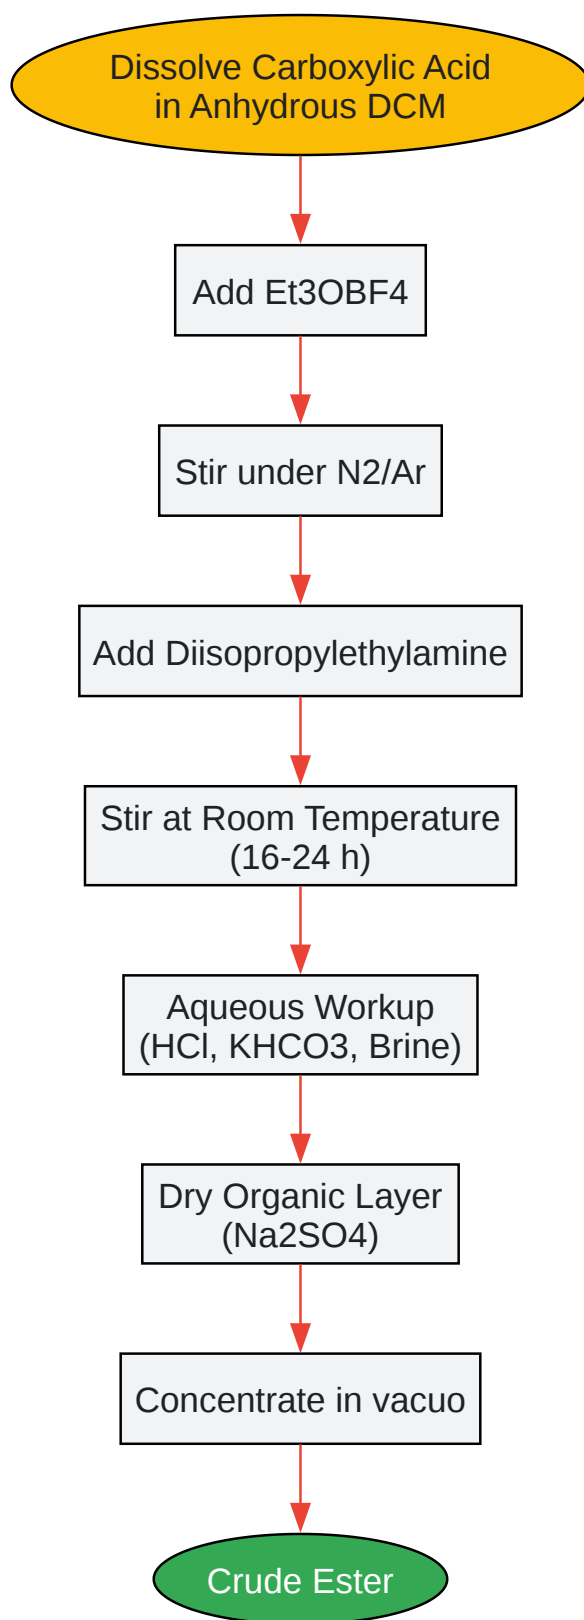 Dissolve Carboxylic Acid
in Anhydrous DCM
Add Et3OBF4
Stir under N2/Ar
Add Diisopropylethylamine
Stir at Room Temperature
(16-24 h)
Aqueous Workup
(HCl, KHCO3, Brine)
Dry Organic Layer
(Na2SO4)
Concentrate in vacuo
Crude Ester